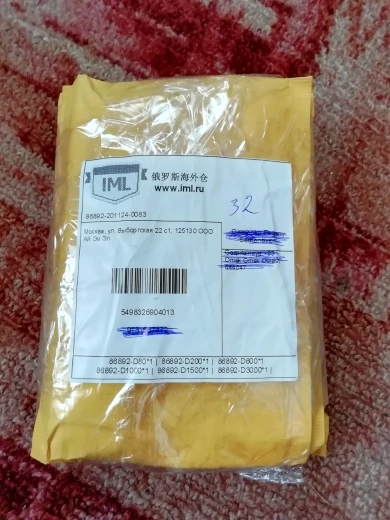 IML
俄罗斯海外仓
www.iml.ru
86892-201124-0083
32
Москва, ул. Выборгская 22 с1, 125130 ООО
Ай Эм Эл
5498326904013
86892-D80*1 | 86892-D200*1 | 86892-D600*1
86892-D1000*1 | 86892-D1500*1 | 86892-D3000*1 |